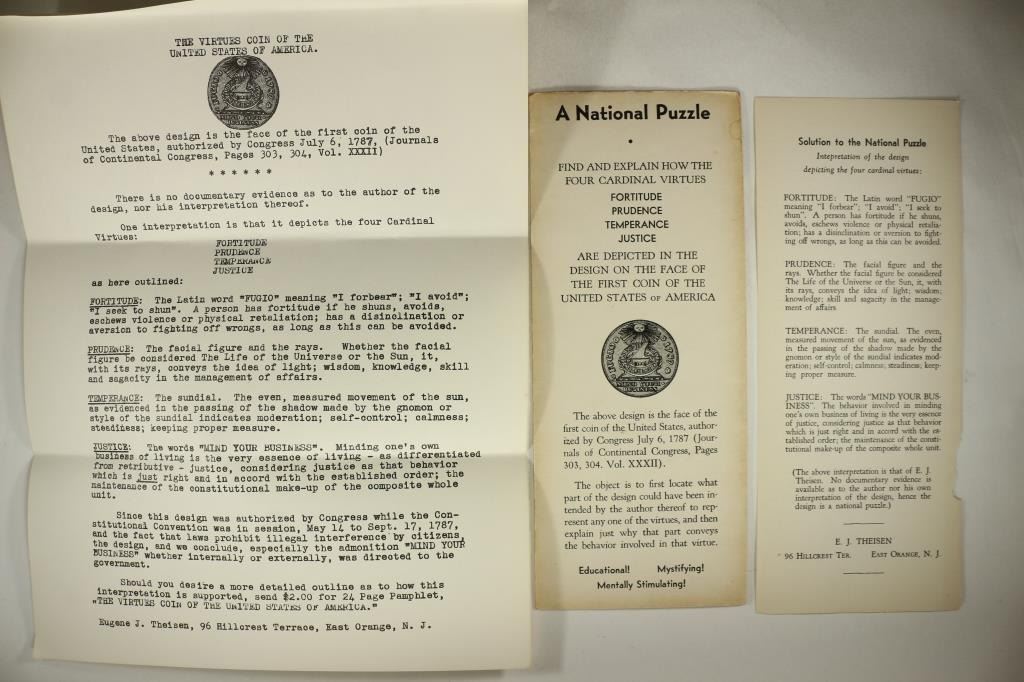 THE VIRTUES COIN OF THE
UNITED STATES OF AMERICA.
The above design is the face of the first coin of the
United States, authorized by Congress July 6, 1787, (Journals
of Continental Congress, Pages 303, 304, Vol. XXXII)
* * * * * *
There is no documentary evidence as to the author of the
design, nor his interpretation thereof.
One interpretation is that it depicts the four Cardinal
Virtues:
FORTITUDE
PRUDENCE
TEMPERANCE
JUSTICE
as here outlined:
FORTITUDE: The Latin word "FUGIO" meaning "I forbear"; "I avoid";
"I seek to shun". A person has fortitude if he shuns, avoids,
eschews violence or physical retaliation; has a disinclination or
aversion to fighting off wrongs, as long as this can be avoided.
PRUDENCE: The facial figure and the rays. Whether the facial
figure be considered The Life of the Universe or the Sun, it,
with its rays, conveys the idea of light; wisdom, knowledge, skill
and sagacity in the management of affairs.
TEMPERANCE: The sundial. The even, measured movement of the sun,
as evidenced in the passing of the shadow made by the gnomon or
style of the sundial indicates moderation; self-control; calmness;
steadiness; keeping proper measure.
JUSTICE: The words "MIND YOUR BUSINESS". Minding one's own
business of living is the very essence of living - as differentiated
from retributive - justice, considering justice as that behavior
which is just right and in accord with the established order; the
maintenance of the constitutional make-up of the composite whole
unit.
Since this design was authorized by Congress while the Con-
stitutional Convention was in session, May 14 to Sept. 17, 1787,
and the fact that laws prohibit illegal interference by citizens,
the design, and we conclude, especially the admonition "MIND YOUR
BUSINESS" whether internally or externally, was directed to the
government.
Should you desire a more detailed outline as to how this
interpretation is supported, send $2.00 for 24 Page Pamphlet,
"THE VIRTUES COIN OF THE UNITED STATES OF AMERICA."
Eugene J. Theisen, 96 Hillcrest Terrace, East Orange, N. J.
A National Puzzle
•
FIND AND EXPLAIN HOW THE
FOUR CARDINAL VIRTUES
FORTITUDE
PRUDENCE
TEMPERANCE
JUSTICE
ARE DEPICTED IN THE
DESIGN ON THE FACE OF
THE FIRST COIN OF THE
UNITED STATES OF AMERICA
The above design is the face of the
first coin of the United States, author-
ized by Congress July 6, 1787 (Jour-
nals of Continental Congress, Pages
303, 304. Vol. XXXII).
The object is to first locate what
part of the design could have been in-
tended by the author thereof to rep-
resent any one of the virtues, and then
explain just why that part conveys
the behavior involved in that virtue.
Educational! Mystifying!
Mentally Stimulating!
Solution to the National Puzzle
Intepretation of the design
depicting the four cardinal virtues:
FORTITUDE: The Latin word "FUGIO"
meaning "I forbear"; "I avoid"; "I seek to
shun". A person has fortitude if he shuns,
avoids, eschews violence or physical retalia-
tion; has a disinclination or aversion to fight-
ing off wrongs, as long as this can be avoided.
PRUDENCE: The facial figure and the
rays. Whether the facial figure be considered
The Life of the Universe or the Sun, it, with
its rays, conveys the idea of light; wisdom;
knowledge; skill and sagacity in the manage-
ment of affairs
TEMPERANCE: The sundial. The even,
measured movement of the sun, as evidenced
in the passing of the shadow made by the
gnomon or style of the sundial indicates mod-
eration; self-control; calmness; steadiness; keep-
ing proper measure.
JUSTICE: The words "MIND YOUR BUS-
INESS". The behavior involved in minding
one's own business of living is the very essence
of justice, considering justice as that behavior
which is just right and in accord with the es-
tablished order; the maintenance of the consti-
tutional make-up of the composite whole unit.
(The above interpretation is that of E. J.
Theisen. No documentary evidence is
available as to the author nor his own
interpretation of the design, hence the
design is a national puzzle.)
E. J. THEISEN
96 HILLCREST TER. EAST ORANGE, N. J.